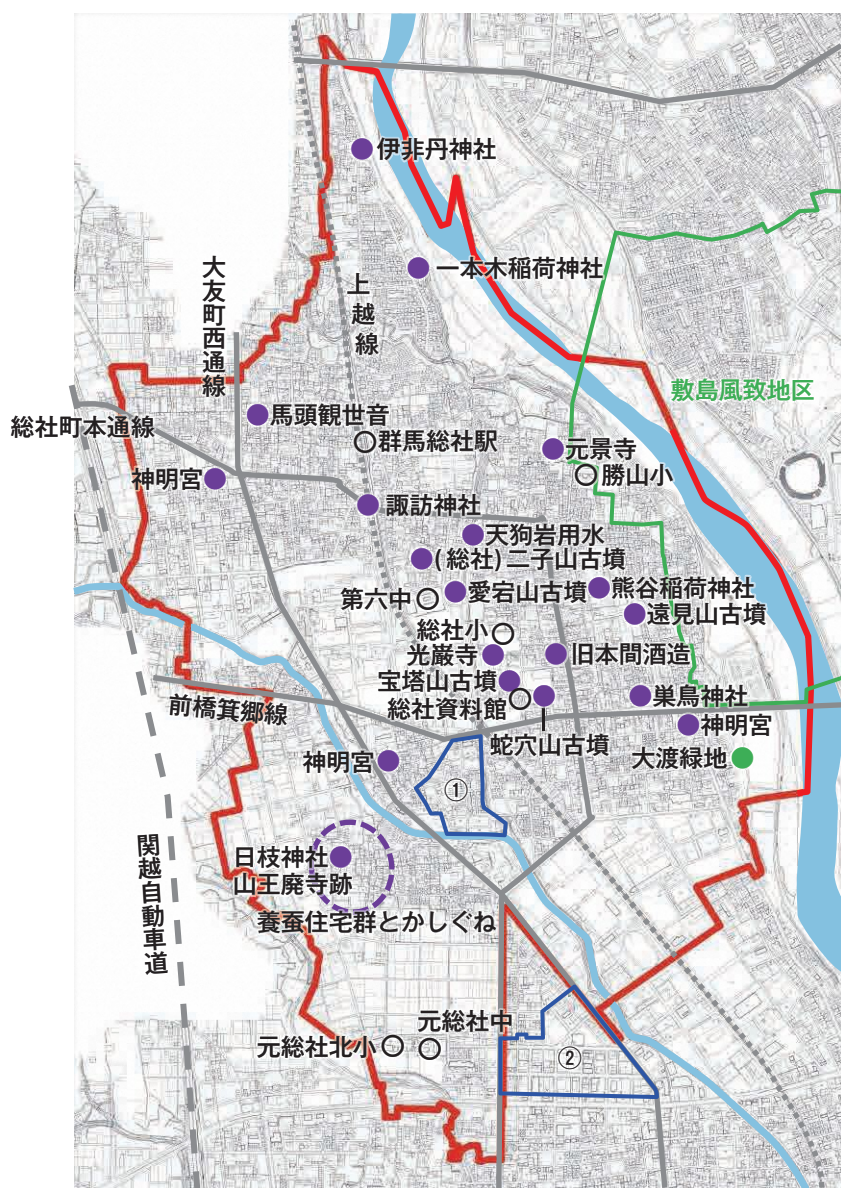 伊非丹神社
一本木稲荷神社
大友町西通線
上越線
敷島風致地区
馬頭観世音
総社町本通線
群馬総社駅
元景寺
勝山小
神明宮
諏訪神社
天狗岩用水
(総社)二子山古墳
第六中
愛宕山古墳
熊谷稲荷神社
遠見山古墳
総社小
光巌寺
旧本間酒造
宝塔山古墳
総社資料館
巣鳥神社
前橋箕郷線
蛇穴山古墳
神明宮
神明宮
大渡緑地
①
関越自動車道
日枝神社
山王廃寺跡
養蚕住宅群とかしぐね
元総社中
元総社北小
②